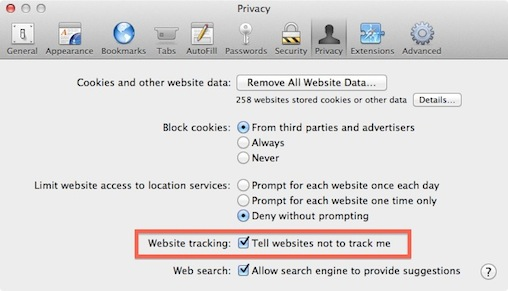 Privacy
General Appearance Bookmarks Tabs AutoFill Passwords Security Privacy Extensions Advanced
Cookies and other website data: Remove All Website Data...
258 websites stored cookies or other data Details...
Block cookies: From third parties and advertisers
Always
Never
Limit website access to location services: Prompt for each website once each day
Prompt for each website one time only
Deny without prompting
Website tracking: Tell websites not to track me
Web search: Allow search engine to provide suggestions ?